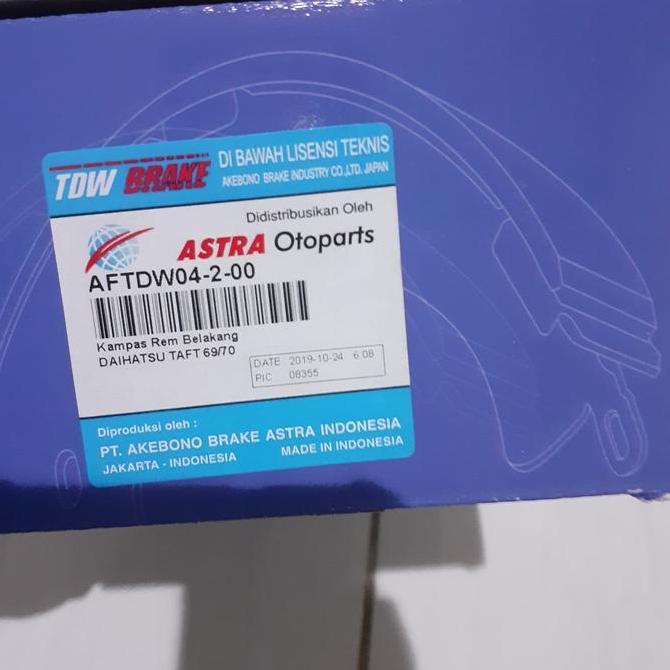 TDW BRAKE
DI BAWAH LISENSI TEKNIS
AKEBONO BRAKE INDUSTRY CO.,LTD. JAPAN
Didistribusikan Oleh
ASTRA Otoparts
AFTDW04-2-00
Kampas Rem Belakang
DAIHATSU TAFT 69/70
DATE 2019-10-24 6.08
PIC 08355
Diproduksi oleh :
PT. AKEBONO BRAKE ASTRA INDONESIA
JAKARTA - INDONESIA MADE IN INDONESIA